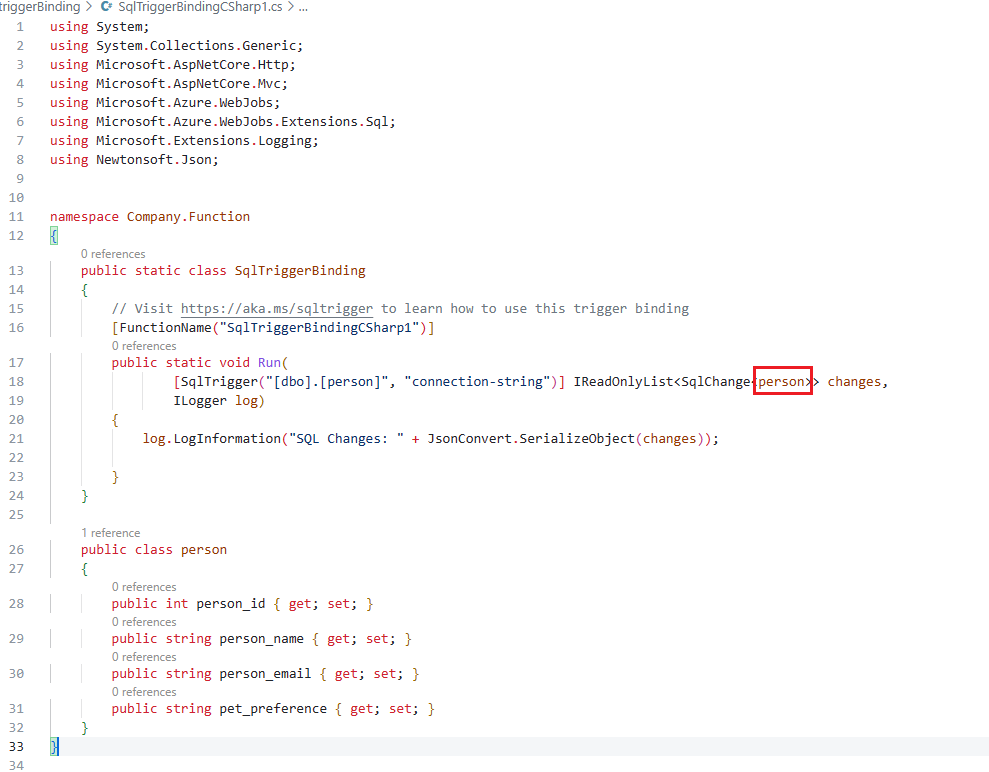 triggerBinding > C# SqlTriggerBindingCSharp1.cs > ...
1 using System;
2 using System.Collections.Generic;
3 using Microsoft.AspNetCore.Http;
4 using Microsoft.AspNetCore.Mvc;
5 using Microsoft.Azure.WebJobs;
6 using Microsoft.Azure.WebJobs.Extensions.Sql;
7 using Microsoft.Extensions.Logging;
8 using Newtonsoft.Json;
9
10
11 namespace Company.Function
12 {
0 references
13 public static class SqlTriggerBinding
14 {
15 // Visit https://aka.ms/sqltrigger to learn how to use this trigger binding
16 [FunctionName("SqlTriggerBindingCSharp1")]
0 references
17 public static void Run(
18 [SqlTrigger("[dbo].[person]", "connection-string")] IReadOnlyList<SqlChange<person>> changes,
19 ILogger log)
20 {
21 log.LogInformation("SQL Changes: " + JsonConvert.SerializeObject(changes));
22
23 }
24 }
25
1 reference
26 public class person
27 {
0 references
28 public int person_id { get; set; }
0 references
29 public string person_name { get; set; }
0 references
30 public string person_email { get; set; }
0 references
31 public string pet_preference { get; set; }
32 }
33 }
34